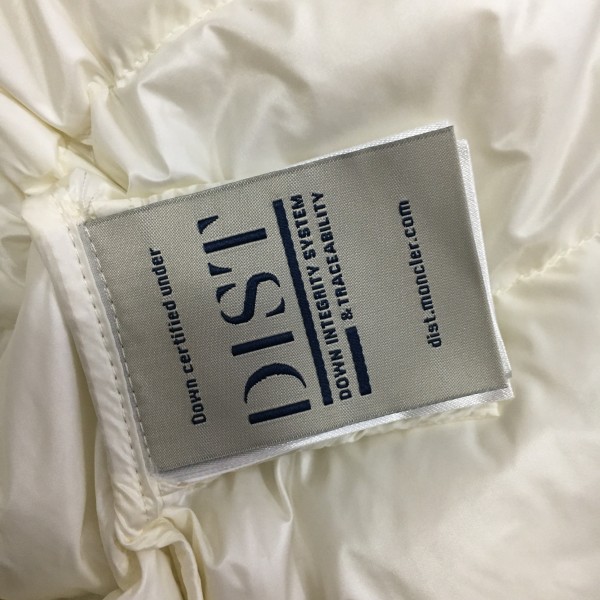 Down certified under
DIST
DOWN INTEGRITY SYSTEM
& TRACEABILITY
dist.moncler.com